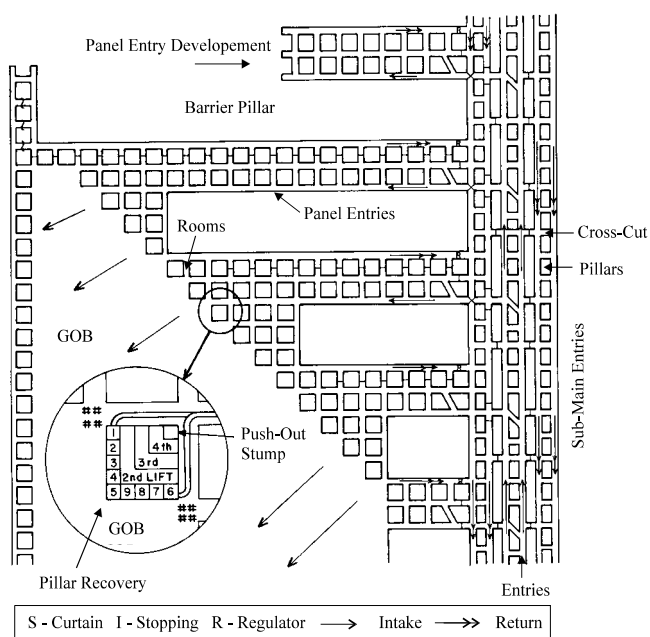 Panel Entry Developement
R
Barrier Pillar
R
Panel Entries
Rooms
Cross-Cut
R
Pillars
GOB
R
Sub-Main Entries
Push-Out
Stump
1
2
4th
3
3rd
4 2nd LIFT
5 9 8 7 6
GOB
R
Pillar Recovery
Entries
S - Curtain I - Stopping R - Regulator Intake Return